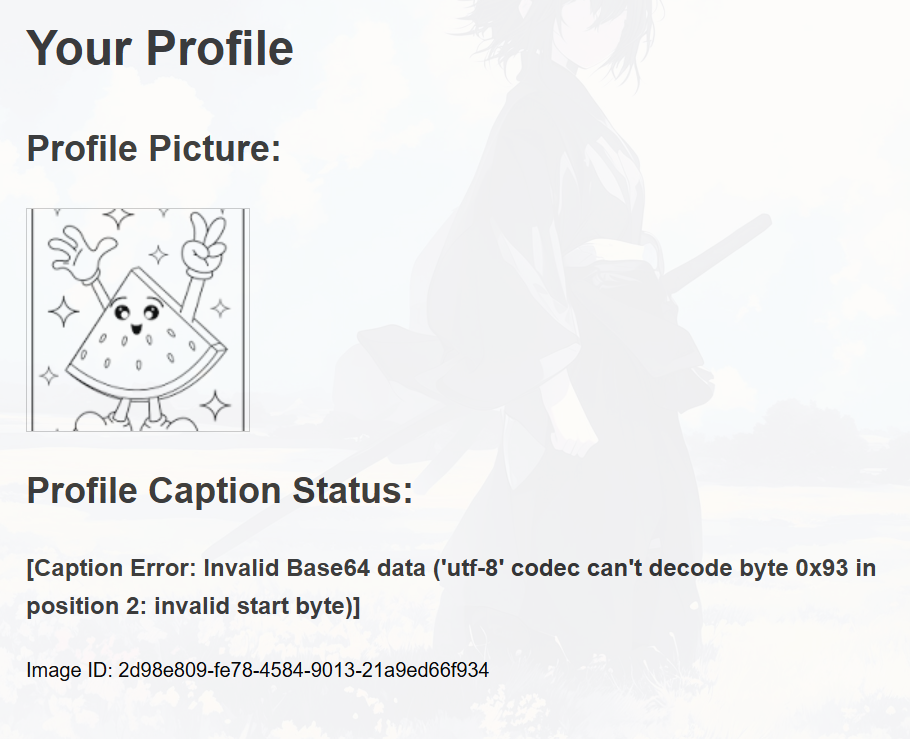 Your Profile
Profile Picture:
Profile Caption Status:
[Caption Error: Invalid Base64 data ('utf-8' codec can't decode byte 0x93 in
position 2: invalid start byte)]
Image ID: 2d98e809-fe78-4584-9013-21a9ed66f934